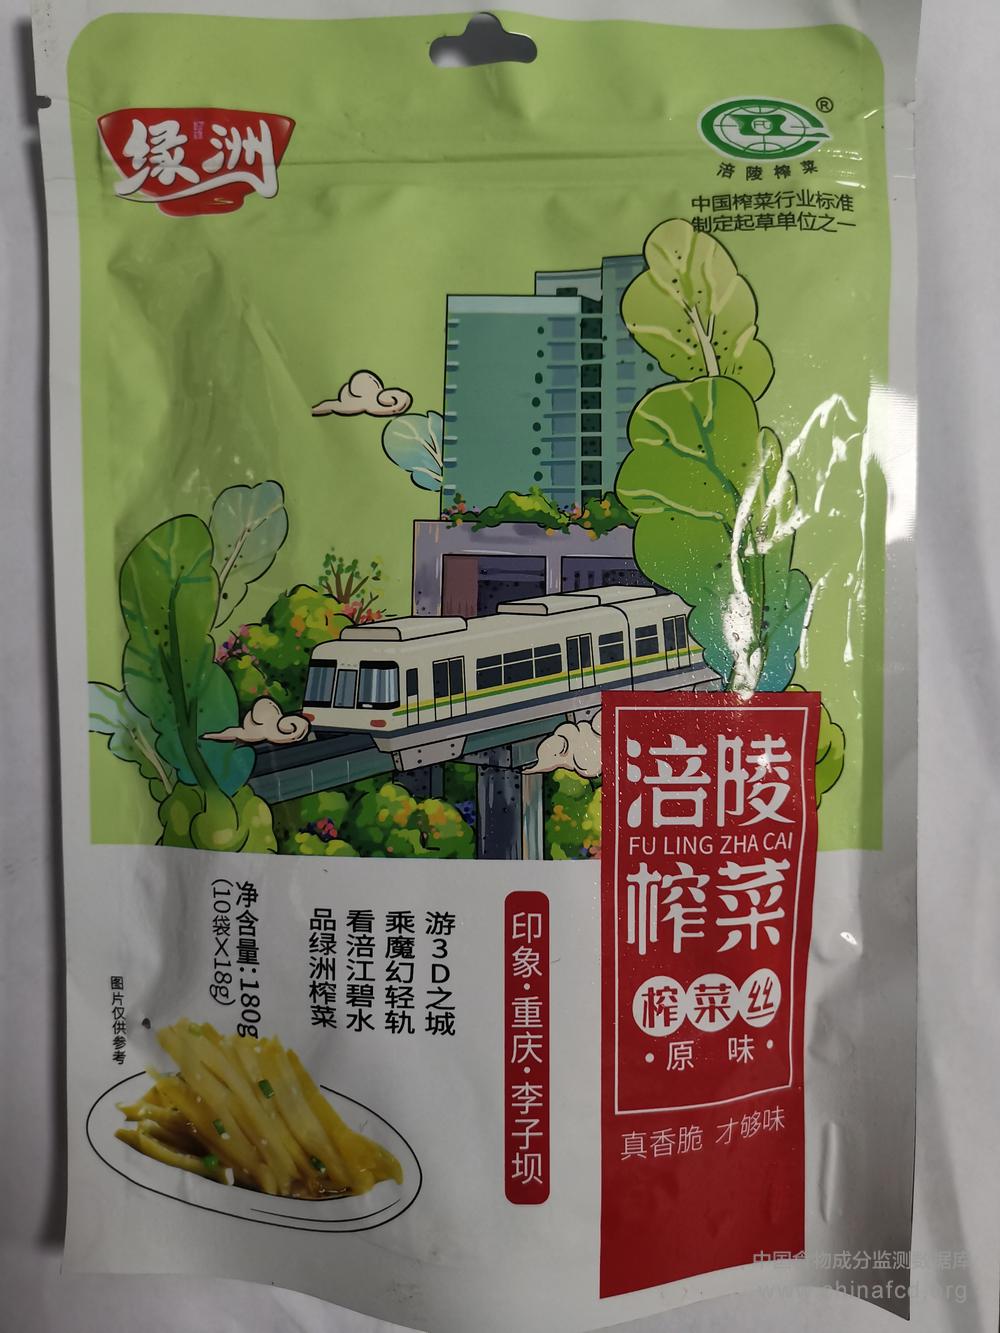 绿洲
®
FU
涪陵榨菜
中国榨菜行业标准
制定起草单位之一
涪陵
FU LING ZHA CAI
榨菜
榨菜丝
·原 味·
真香脆 才够味
印象·重庆·李子坝
游3D之城
乘魔幻轻轨
看涪江碧水
品绿洲榨菜
净含量:180g
(10袋X18g)
图片仅供参考
中国食物成分监测数据库
www.chinafcd.org